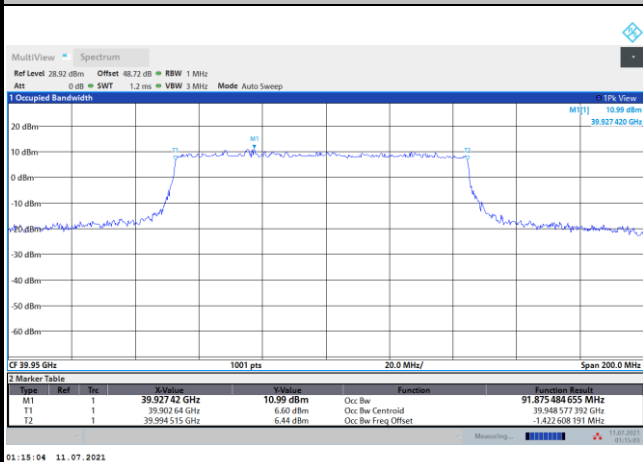 MultiView Spectrum
Ref Level 28.92 dBm Offset 48.72 dB RBW 1 MHz
Att 0 dB SWT 1.2 ms VBW 3 MHz Mode Auto Sweep
1 Occupied Bandwidth 1Pk View
M1[1] 10.99 dBm
39.927 420 GHz
20 dBm
M1
T1 T2
10 dBm
0 dBm
-10 dBm
-20 dBm
-30 dBm
-40 dBm
-50 dBm
-60 dBm
CF 39.95 GHz 1001 pts 20.0 MHz/ Span 200.0 MHz
2 Marker Table
Type Ref Trc X-Value Y-Value Function Function Result
M1 1 39.92742 GHz 10.99 dBm Occ Bw 91.875 484 655 MHz
T1 1 39.902 64 GHz 6.60 dBm Occ Bw Centroid 39.948 577 392 GHz
T2 1 39.994 515 GHz 6.44 dBm Occ Bw Freq Offset -1.422 608 191 MHz
Measuring... 11.07.2021
01:15:03
01:15:04 11.07.2021